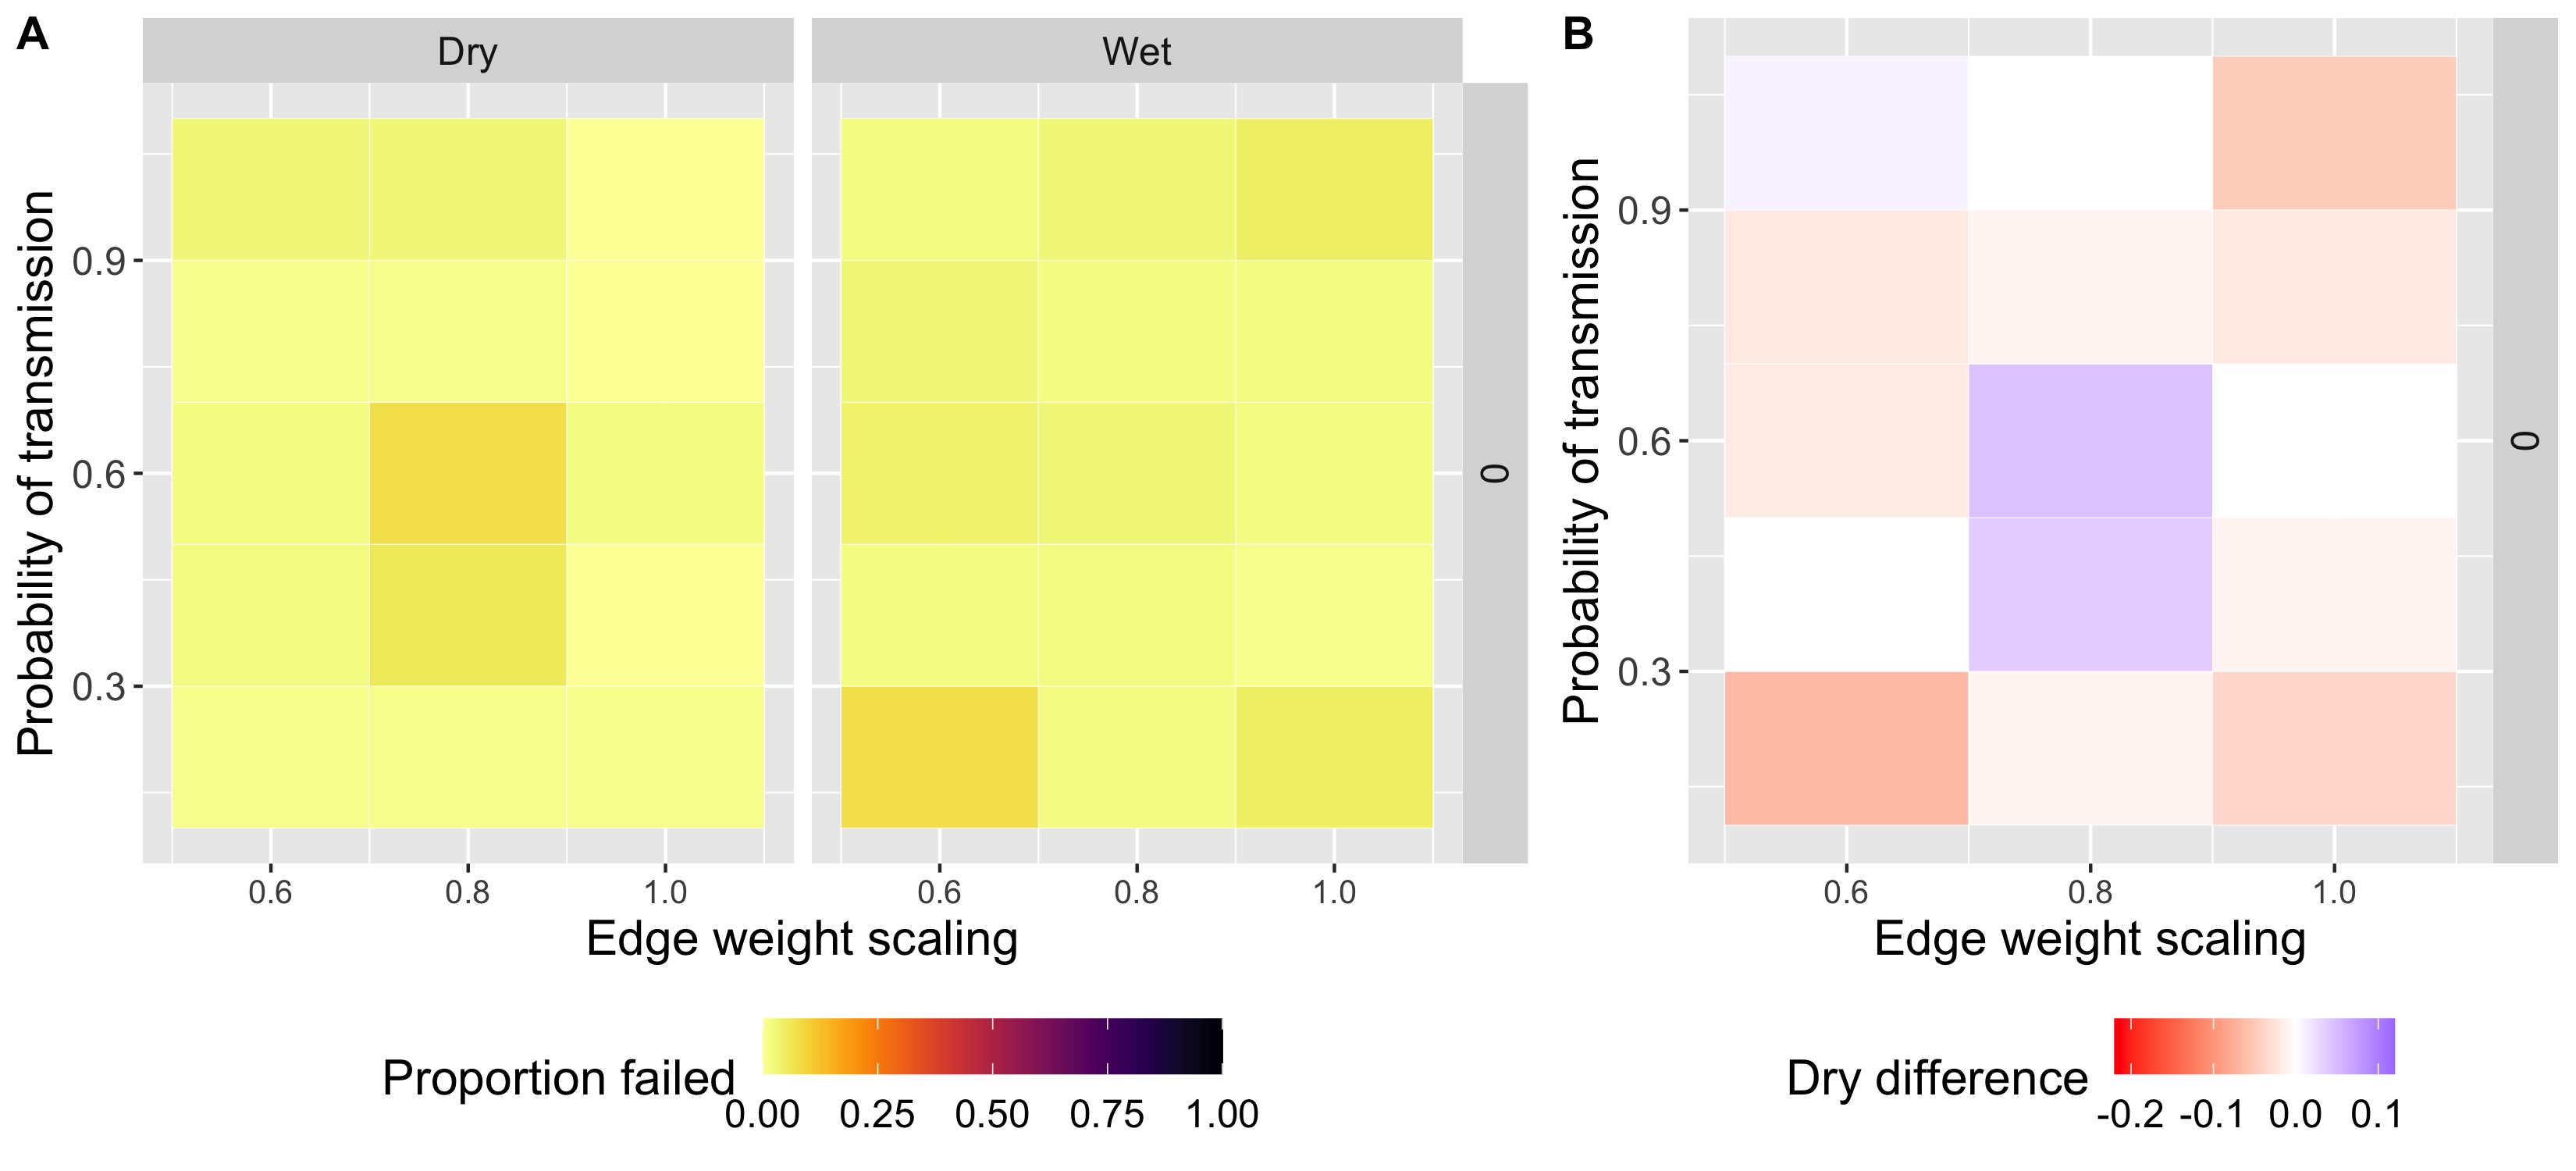 A
Dry
Wet
Probability of transmission
0.9
0.6
0.3
0
0.6 0.8 1.0
0.6 0.8 1.0
Edge weight scaling
Proportion failed
0.00 0.25 0.50 0.75 1.00
B
Probability of transmission
0.9
0.6
0.3
0
0.6 0.8 1.0
Edge weight scaling
Dry difference
-0.2 -0.1 0.0 0.1